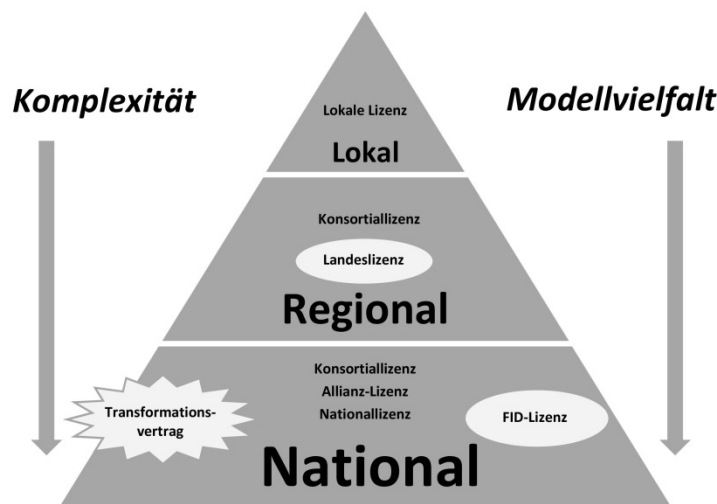 Komplexität
Modellvielfalt
Lokale Lizenz
Lokal
Konsortiallizenz
Landeslizenz
Regional
Konsortiallizenz
Allianz-Lizenz
Nationallizenz
Transformations-
vertrag
FID-Lizenz
National